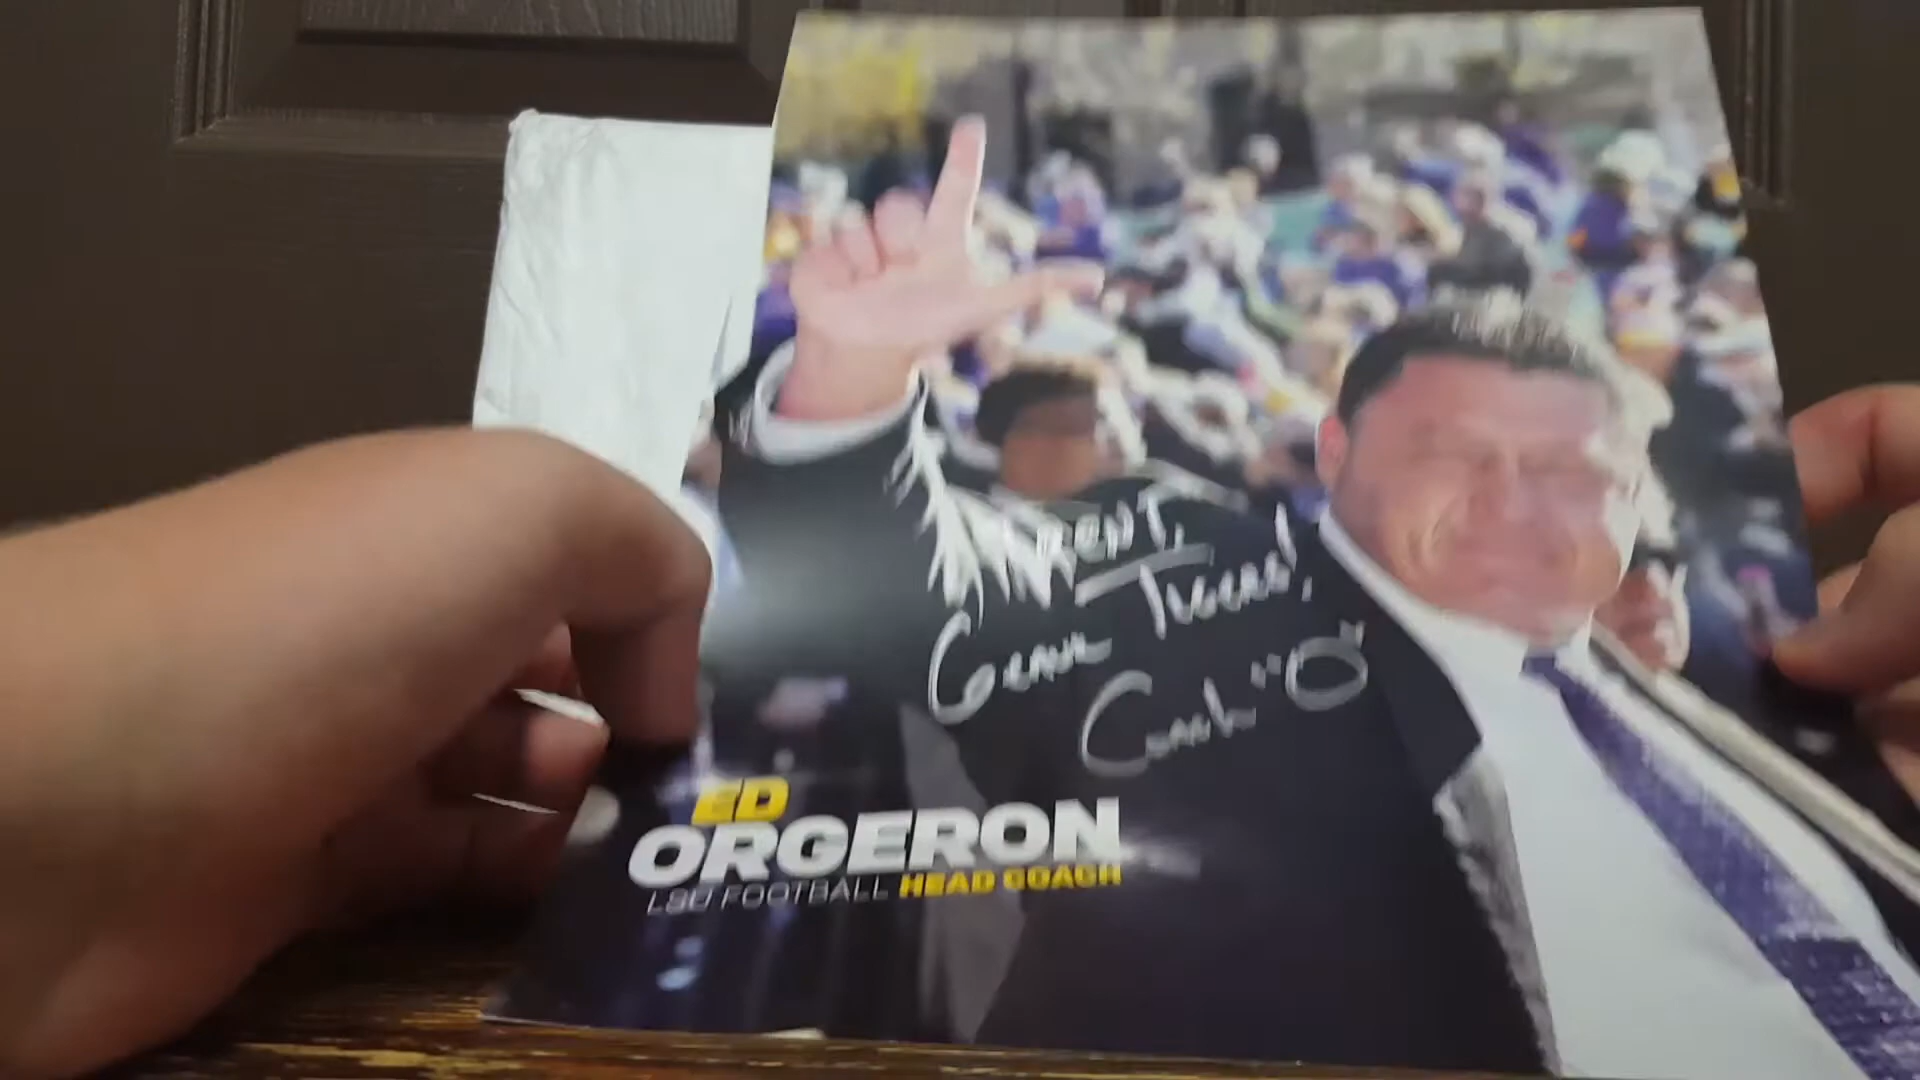 Geaux Tigers!
Coach "O"
ED
ORGERON
LSU FOOTBALL HEAD COACH